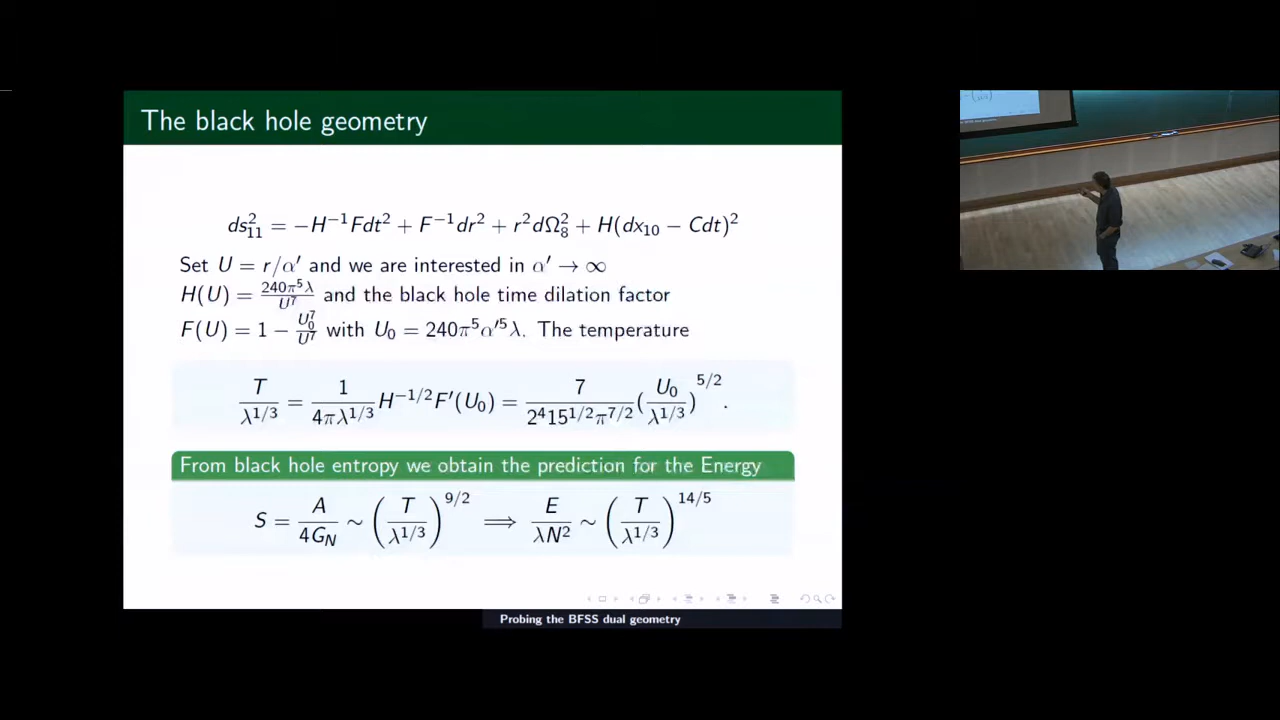 The black hole geometry
ds²₁₁ = −H⁻¹Fdt² + F⁻¹dr² + r²dΩ²₈ + H(dx₁₀ − Cdt)²
Set U = r/α′ and we are interested in α′ → ∞
H(U) = 240π⁵λ/U⁷ and the black hole time dilation factor
F(U) = 1 − U₀⁷/U⁷ with U₀ = 240π⁵α′⁵λ. The temperature
T/λ^{1/3} = 1/(4πλ^{1/3}) H^{−1/2}F′(U₀) = 7/(2⁴15^{1/2}π^{7/2}) (U₀/λ^{1/3})^{5/2}.
From black hole entropy we obtain the prediction for the Energy
S = A/4G_N ∼ (T/λ^{1/3})^{9/2} ⟹ E/λN² ∼ (T/λ^{1/3})^{14/5}
Probing the BFSS dual geometry